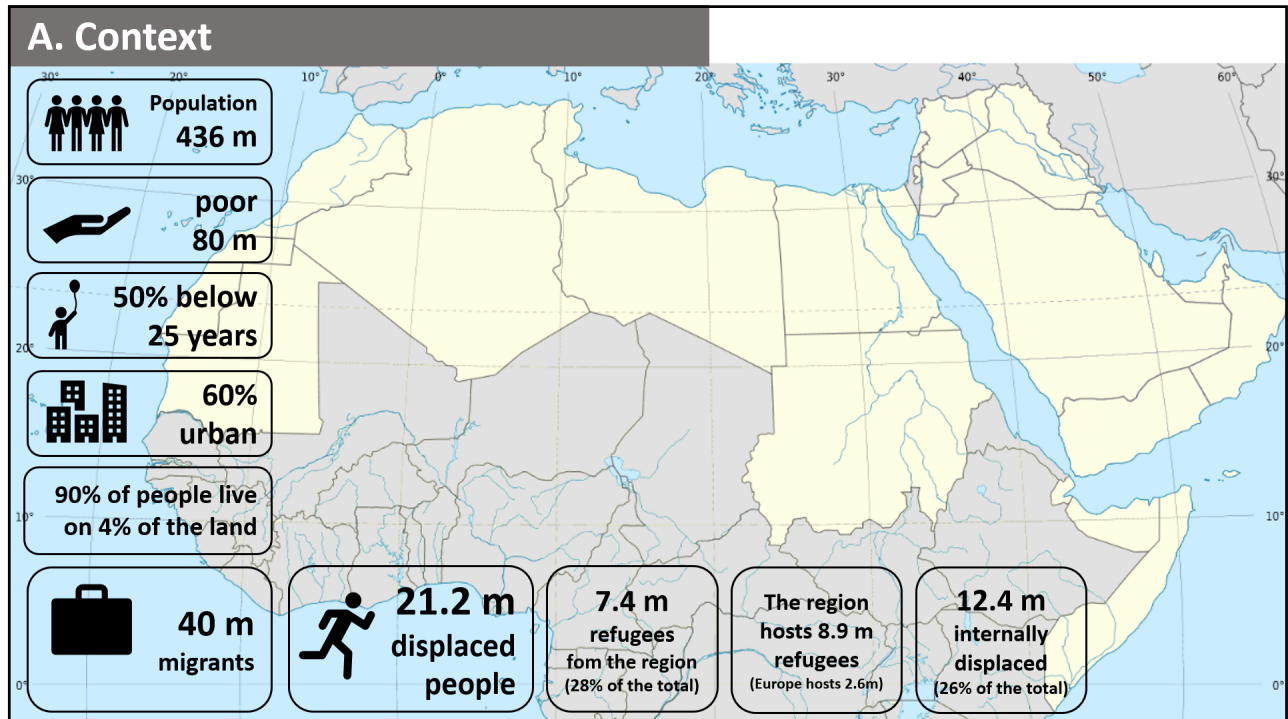 A. Context
30°
20°
10°
0°
10°
20°
30°
40°
50°
60°
Population
436 m
30°
30°
poor
80 m
50% below
25 years
20°
20°
60%
urban
90% of people live
on 4% of the land
10°
10°
40 m
migrants
21.2 m
displaced
people
7.4 m
refugees
fom the region
(28% of the total)
The region
hosts 8.9 m
refugees
(Europe hosts 2.6m)
12.4 m
internally
displaced
(26% of the total)
0°
0°